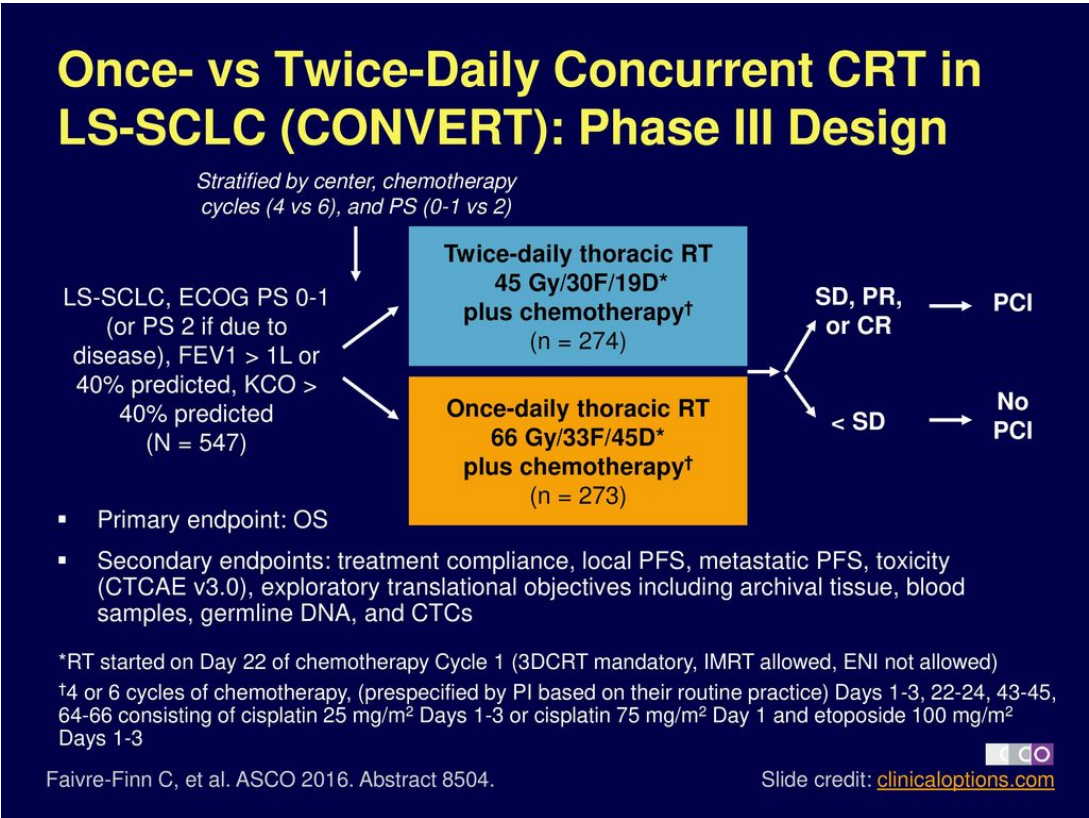 Once- vs Twice-Daily Concurrent CRT in
LS-SCLC (CONVERT): Phase III Design
Stratified by center, chemotherapy
cycles (4 vs 6), and PS (0-1 vs 2)
LS-SCLC, ECOG PS 0-1
(or PS 2 if due to
disease), FEV1 > 1L or
40% predicted, KCO >
40% predicted
(N = 547)
Twice-daily thoracic RT
45 Gy/30F/19D*
plus chemotherapy†
(n = 274)
Once-daily thoracic RT
66 Gy/33F/45D*
plus chemotherapy†
(n = 273)
SD, PR,
or CR
PCI
< SD
No
PCI
▪ Primary endpoint: OS
▪ Secondary endpoints: treatment compliance, local PFS, metastatic PFS, toxicity
(CTCAE v3.0), exploratory translational objectives including archival tissue, blood
samples, germline DNA, and CTCs
*RT started on Day 22 of chemotherapy Cycle 1 (3DCRT mandatory, IMRT allowed, ENI not allowed)
†4 or 6 cycles of chemotherapy, (prespecified by PI based on their routine practice) Days 1-3, 22-24, 43-45,
64-66 consisting of cisplatin 25 mg/m² Days 1-3 or cisplatin 75 mg/m² Day 1 and etoposide 100 mg/m²
Days 1-3
CCO
Faivre-Finn C, et al. ASCO 2016. Abstract 8504.
Slide credit: clinicaloptions.com